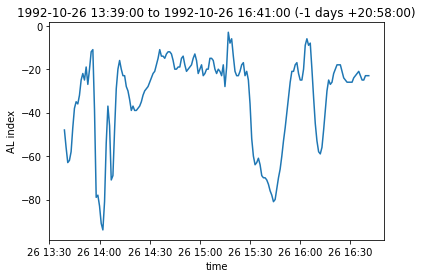 1992-10-26 13:39:00 to 1992-10-26 16:41:00 (-1 days +20:58:00)
0
−20
−40
−60
−80
AL index
26 13:30 26 14:00 26 14:30 26 15:00 26 15:30 26 16:00 26 16:30
time